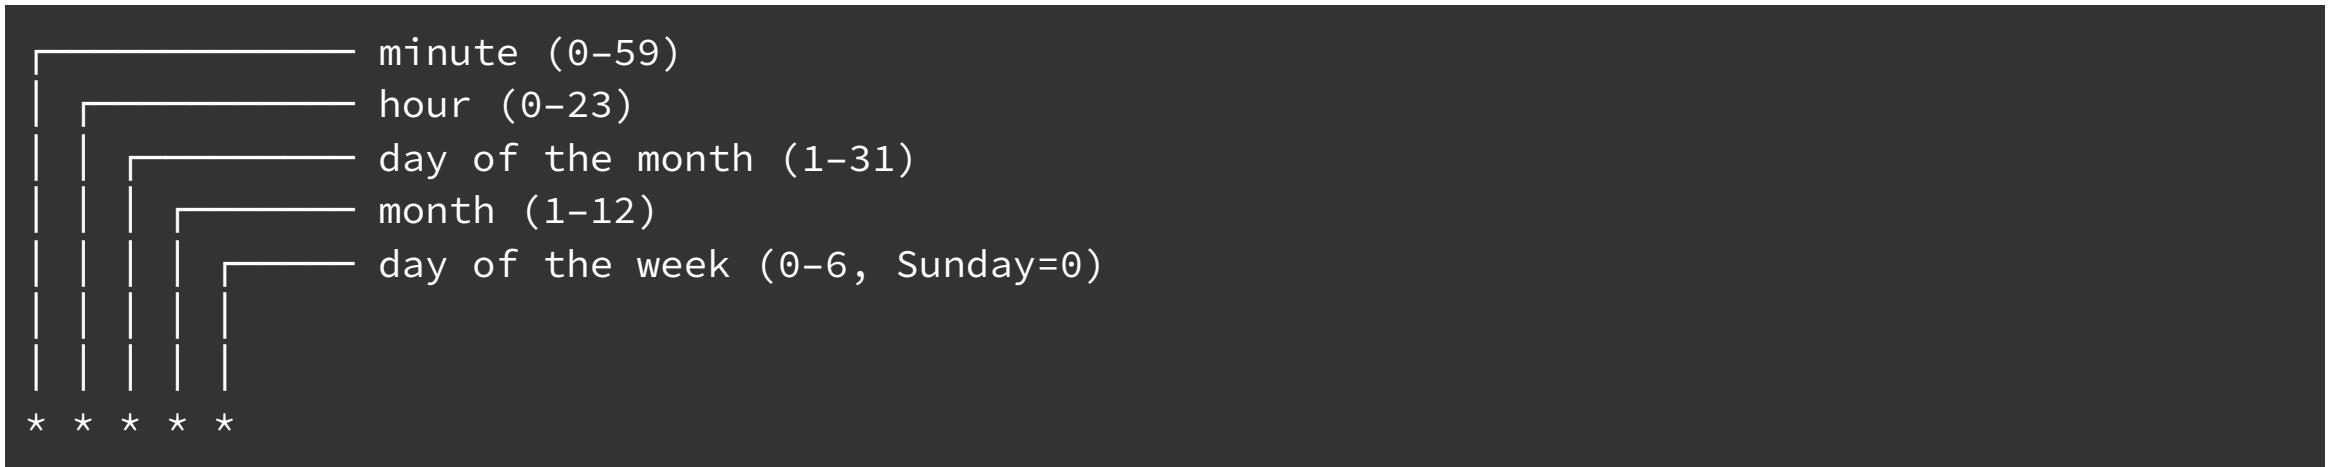 minute (0–59)
hour (0–23)
day of the month (1–31)
month (1–12)
day of the week (0–6, Sunday=0)
* * * * *